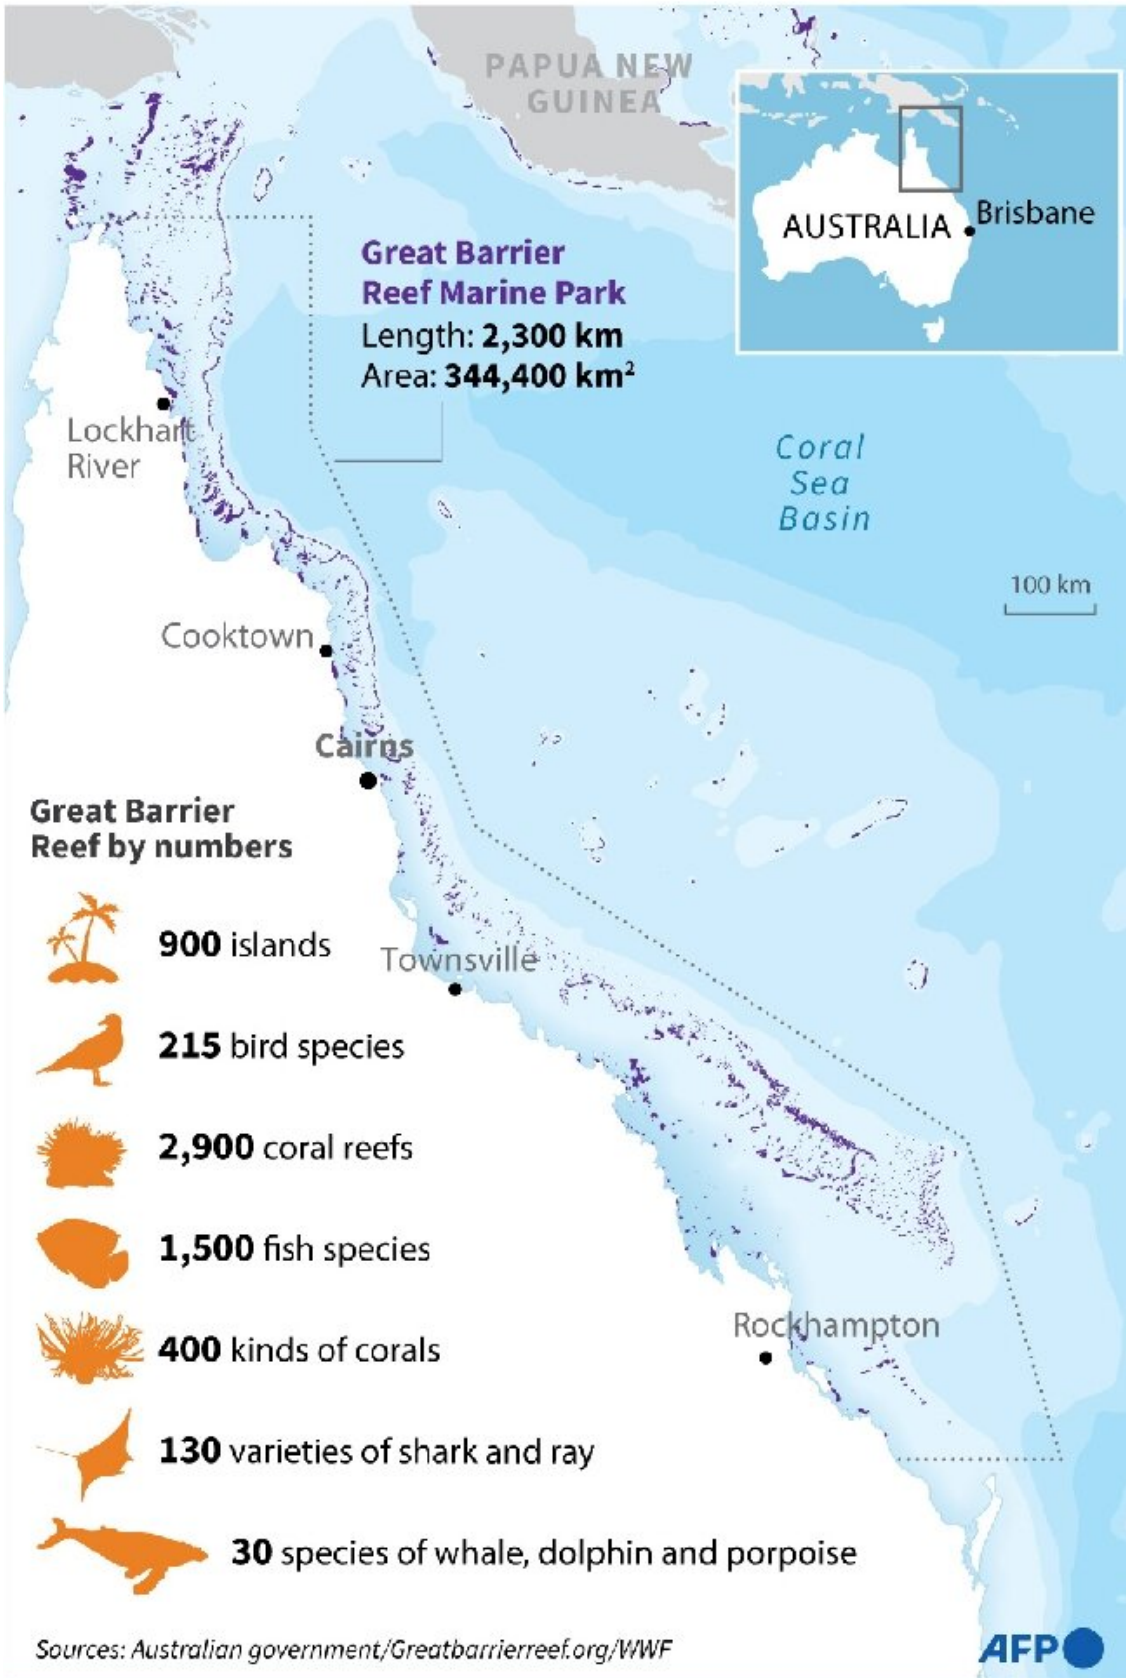 PAPUA NEW
GUINEA
AUSTRALIA
Brisbane
Great Barrier
Reef Marine Park
Length: 2,300 km
Area: 344,400 km²
Lockhart
River
Coral
Sea
Basin
100 km
Cooktown
Cairns
Great Barrier
Reef by numbers
900 islands
Townsville
215 bird species
2,900 coral reefs
1,500 fish species
Rockhampton
400 kinds of corals
130 varieties of shark and ray
30 species of whale, dolphin and porpoise
Sources: Australian government/Greatbarrierreef.org/WWF
AFP